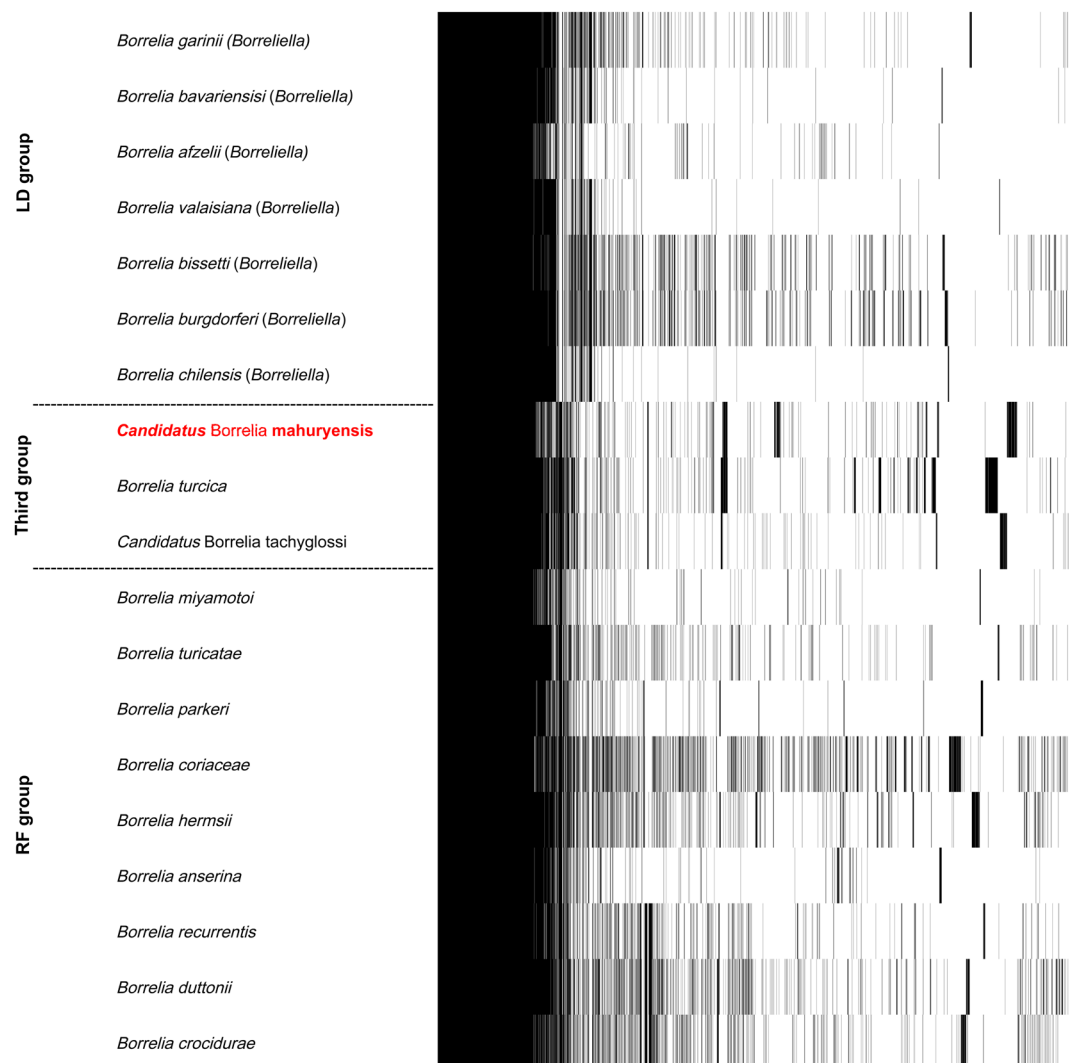 LD group
Borrelia garinii (Borreliella)
Borrelia bavariensisi (Borreliella)
Borrelia afzelii (Borreliella)
Borrelia valaisiana (Borreliella)
Borrelia bissetti (Borreliella)
Borrelia burgdorferi (Borreliella)
Borrelia chilensis (Borreliella)
Third group
Candidatus Borrelia mahuryensis
Borrelia turcica
Candidatus Borrelia tachyglossi
RF group
Borrelia miyamotoi
Borrelia turicatae
Borrelia parkeri
Borrelia coriaceae
Borrelia hermsii
Borrelia anserina
Borrelia recurrentis
Borrelia duttonii
Borrelia crocidurae